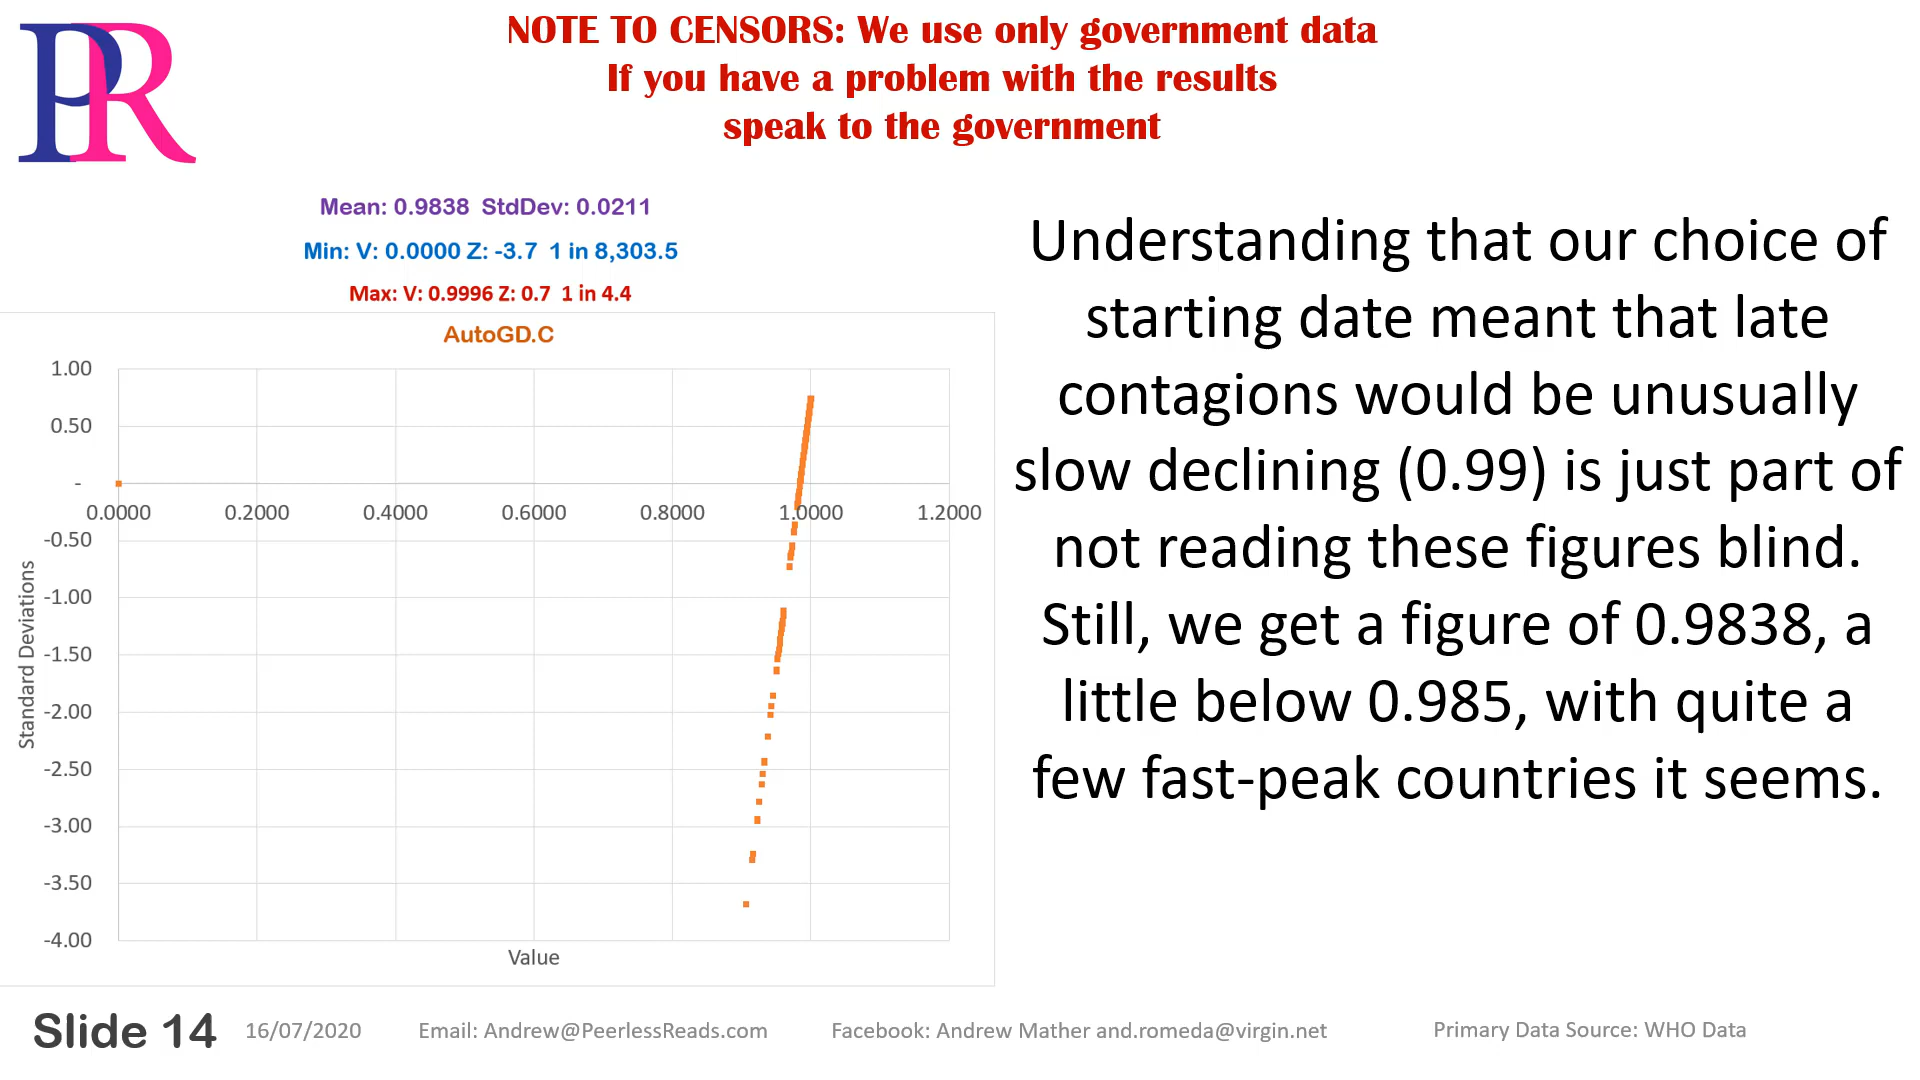 PR
NOTE TO CENSORS: We use only government data
If you have a problem with the results
speak to the government
Mean: 0.9838 StdDev: 0.0211
Min: V: 0.0000 Z: -3.7 1 in 8,303.5
Max: V: 0.9996 Z: 0.7 1 in 4.4
AutoGD.C
1.00
0.50
-
0.0000 0.2000 0.4000 0.6000 0.8000 1.0000 1.2000
-0.50
-1.00
-1.50
-2.00
-2.50
-3.00
-3.50
-4.00
Standard Deviations
Value
Understanding that our choice of
starting date meant that late
contagions would be unusually
slow declining (0.99) is just part of
not reading these figures blind.
Still, we get a figure of 0.9838, a
little below 0.985, with quite a
few fast-peak countries it seems.
Slide 14 16/07/2020 Email: Andrew@PeerlessReads.com Facebook: Andrew Mather and.romeda@virgin.net Primary Data Source: WHO Data